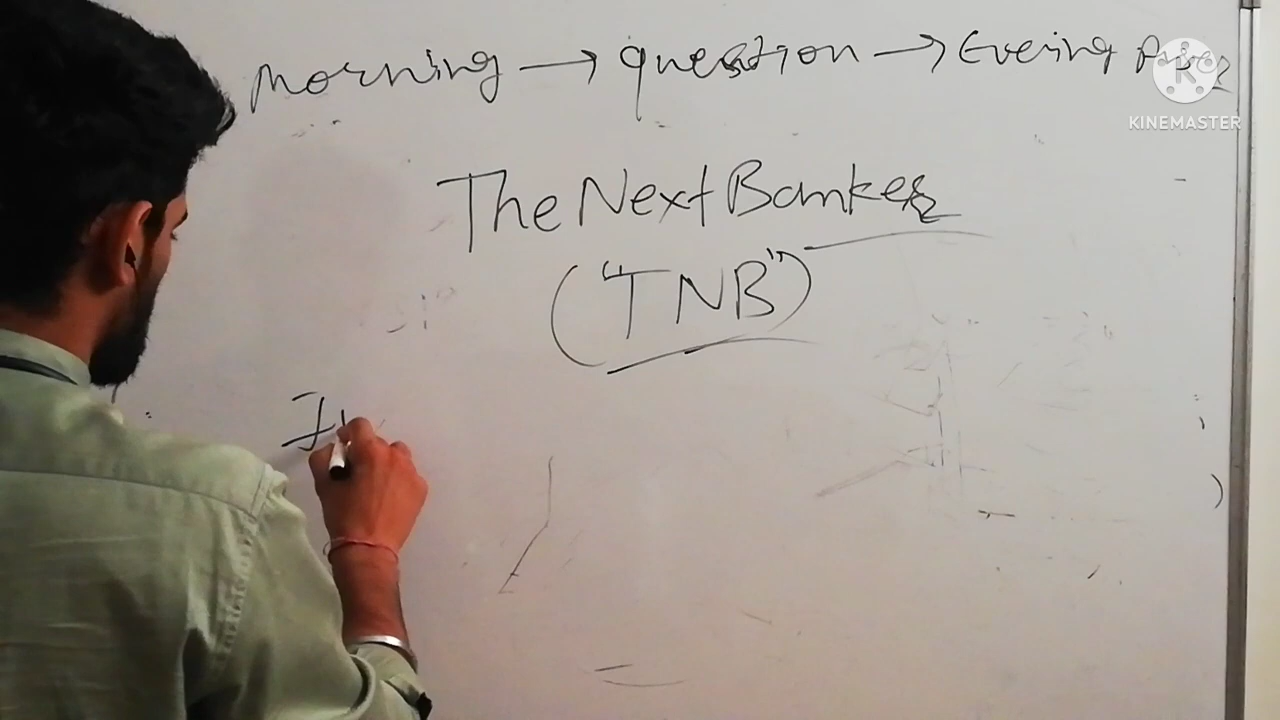 morning → question → Evening
KINEMASTER
The Next Banker
("TNB")